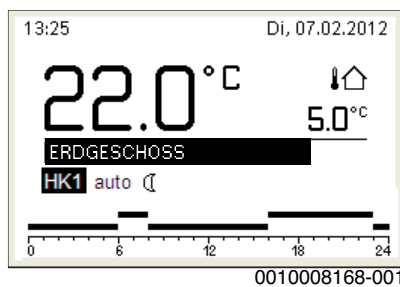 13:25 Di, 07.02.2012
22.0°C
5.0°C
ERDGESCHOSS
HK1 auto
0 6 12 18 24
0010008168-001